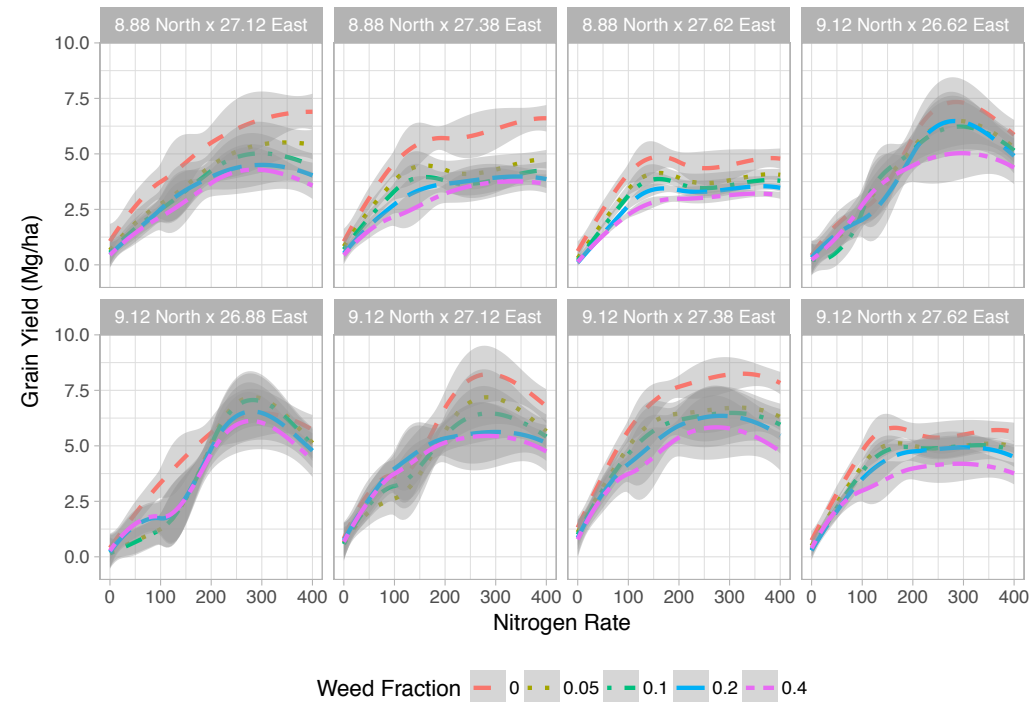 8.88 North x 27.12 East 8.88 North x 27.38 East 8.88 North x 27.62 East 9.12 North x 26.62 East
10.0
7.5
5.0
2.5
0.0
Grain Yield (Mg/ha)
9.12 North x 26.88 East 9.12 North x 27.12 East 9.12 North x 27.38 East 9.12 North x 27.62 East
10.0
7.5
5.0
2.5
0.0
0 100 200 300 400 0 100 200 300 400 0 100 200 300 400 0 100 200 300 400
Nitrogen Rate
Weed Fraction 0 0.05 0.1 0.2 0.4